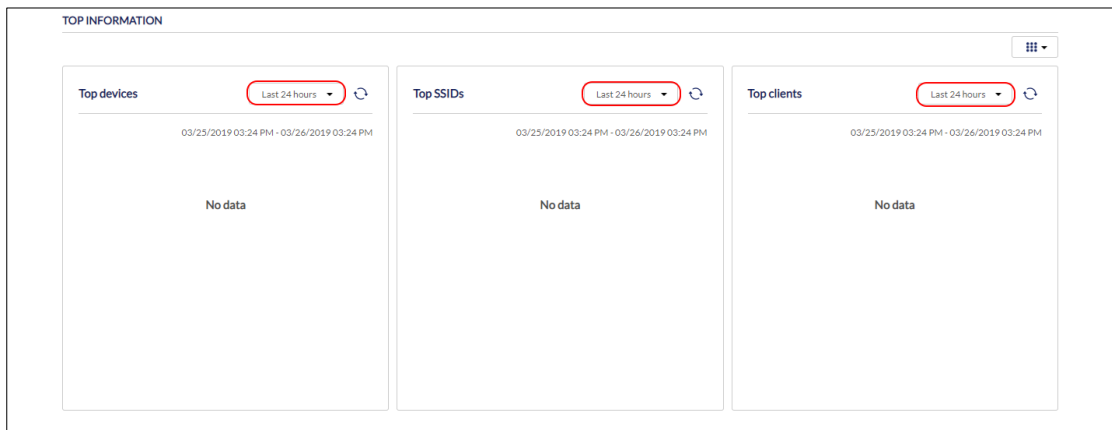 TOP INFORMATION
Top devices
Last 24 hours
03/25/2019 03:24 PM - 03/26/2019 03:24 PM
No data
Top SSIDs
Last 24 hours
03/25/2019 03:24 PM - 03/26/2019 03:24 PM
No data
Top clients
Last 24 hours
03/25/2019 03:24 PM - 03/26/2019 03:24 PM
No data